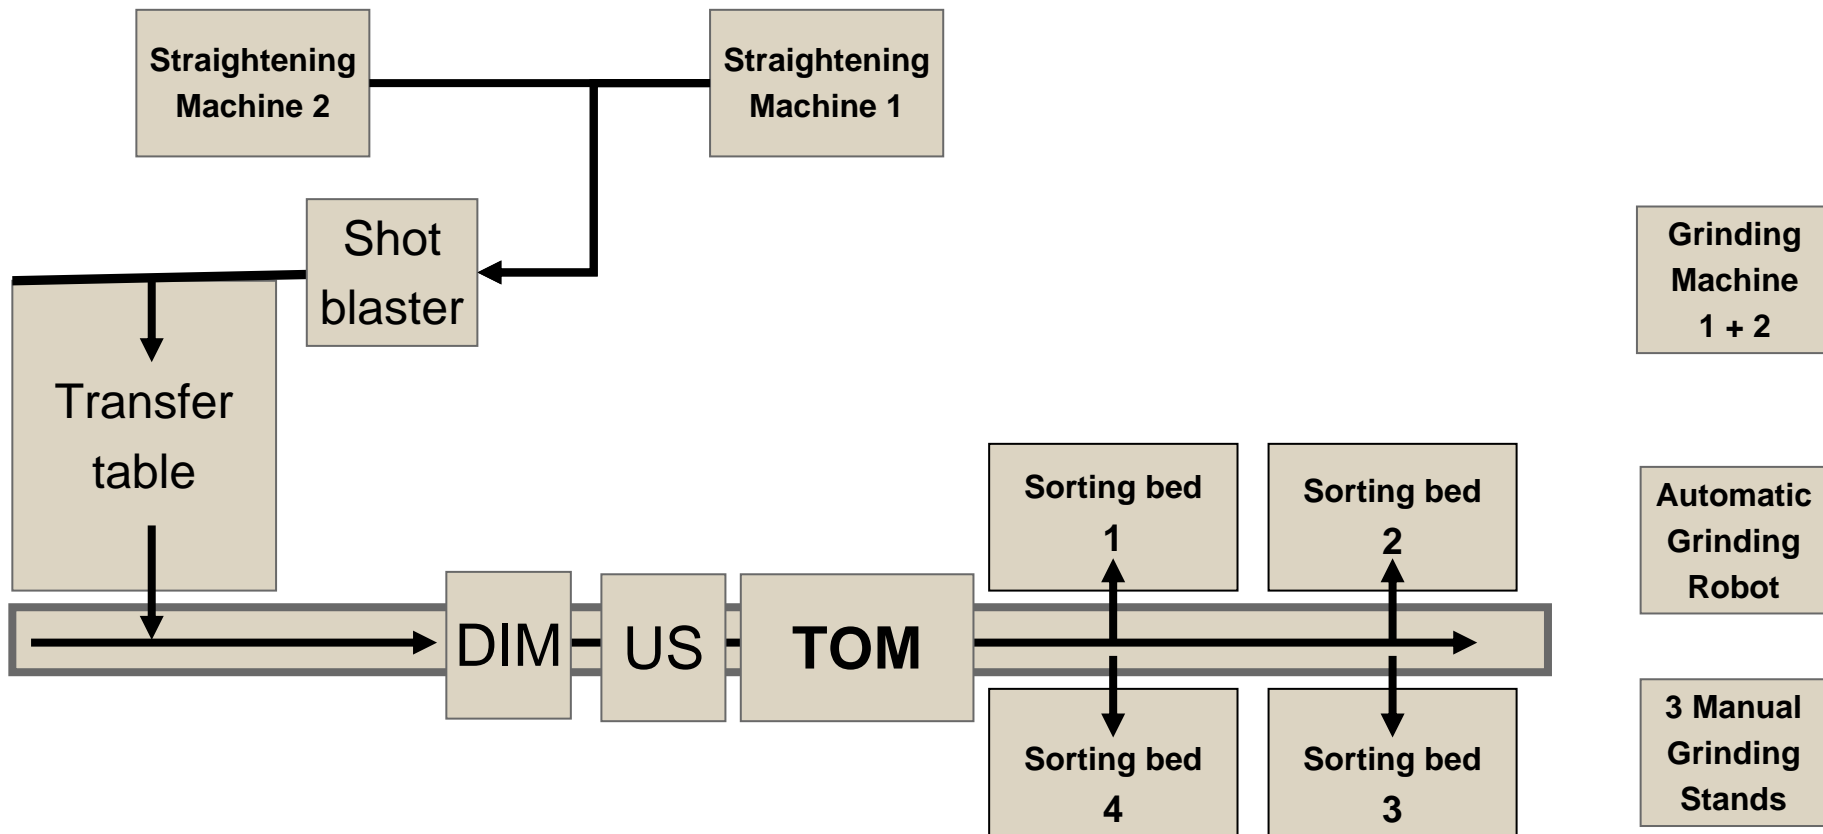 Straightening
Machine 2
Straightening
Machine 1
Shot
blaster
Grinding
Machine
1 + 2
Transfer
table
Sorting bed
1
Sorting bed
2
Automatic
Grinding
Robot
DIM
US
TOM
Sorting bed
4
Sorting bed
3
3 Manual
Grinding
Stands